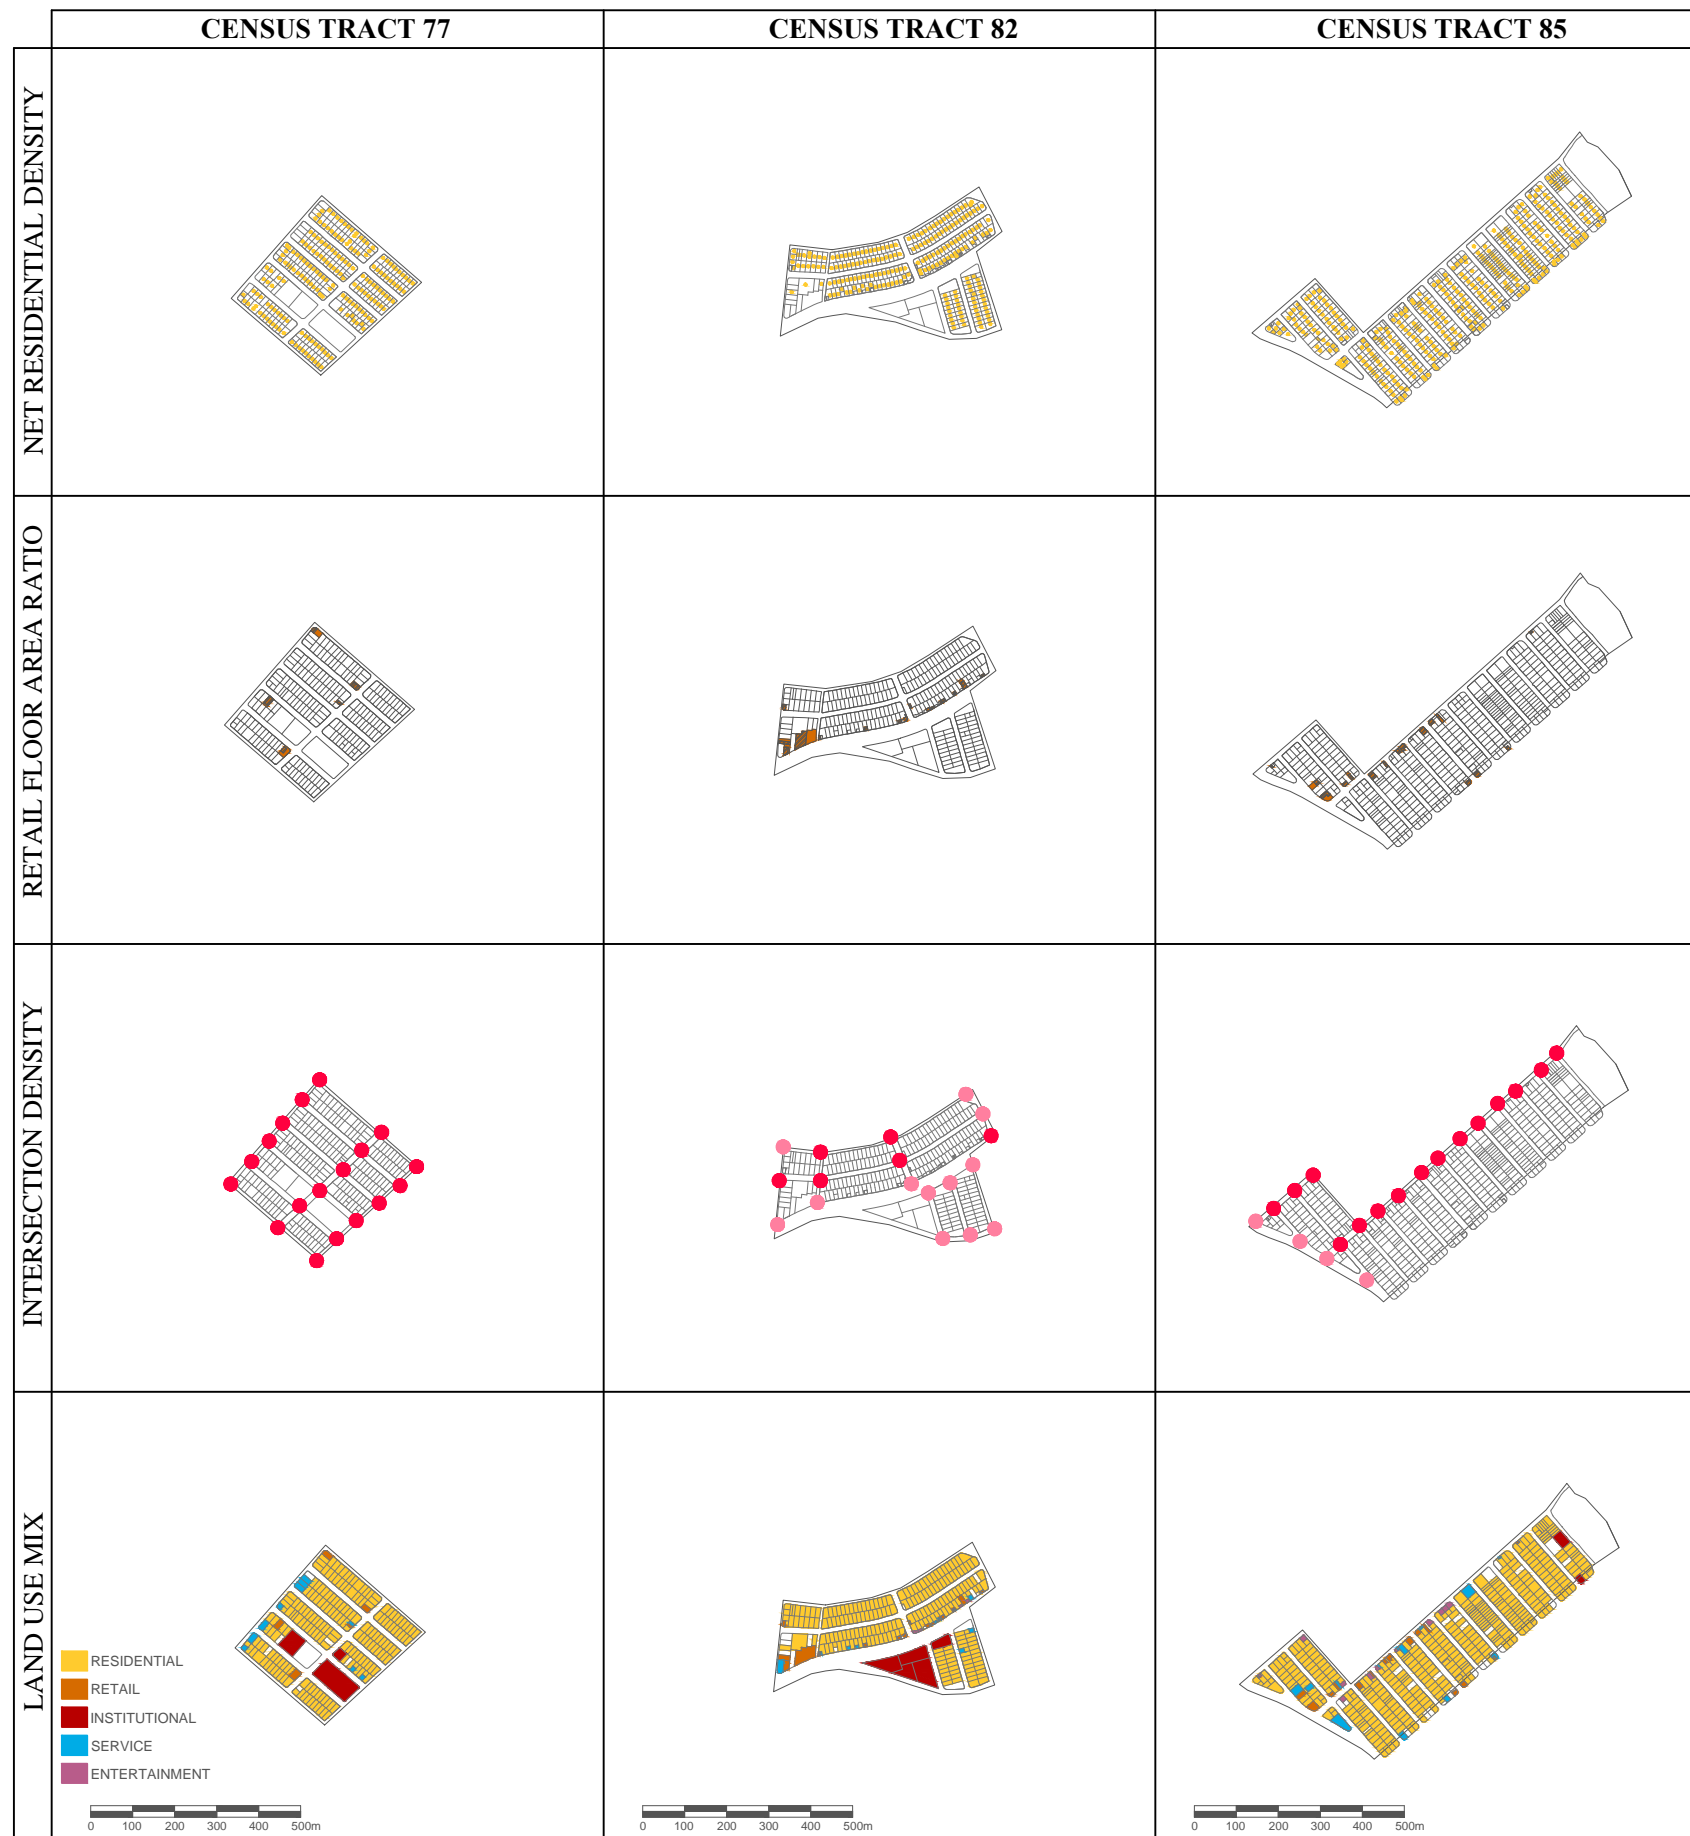 CENSUS TRACT 77
CENSUS TRACT 82
CENSUS TRACT 85
NET RESIDENTIAL DENSITY
RETAIL FLOOR AREA RATIO
INTERSECTION DENSITY
LAND USE MIX
RESIDENTIAL
RETAIL
INSTITUTIONAL
SERVICE
ENTERTAINMENT
0 100 200 300 400 500m
0 100 200 300 400 500m
0 100 200 300 400 500m